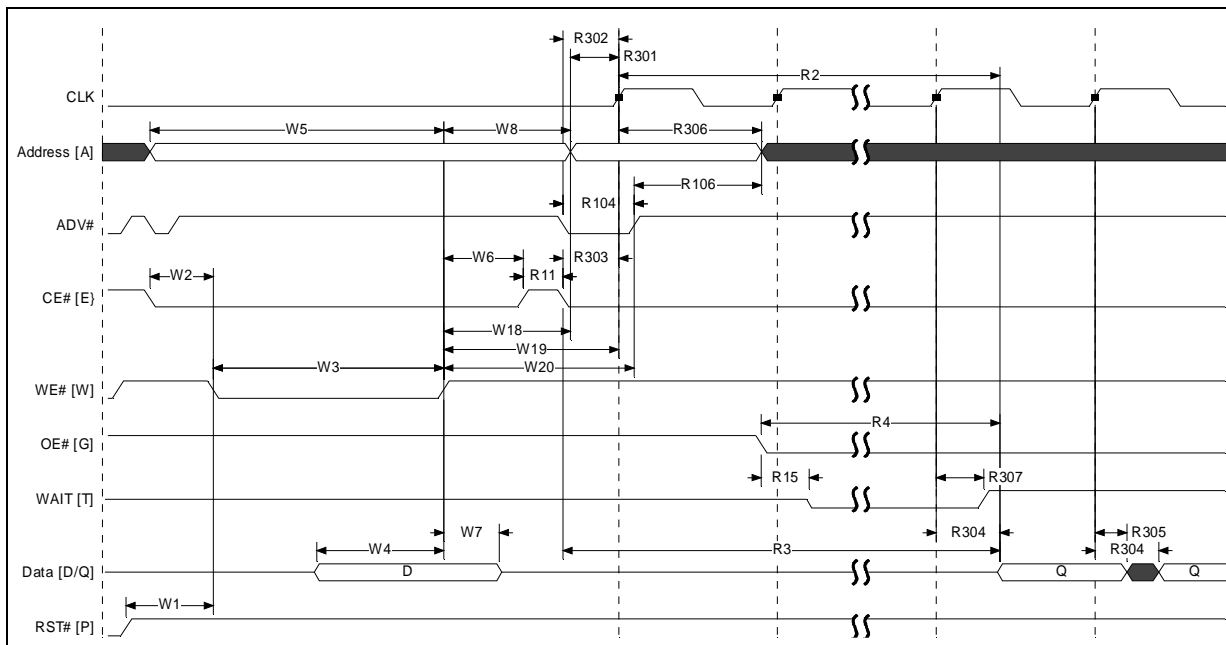 R302
R301
R2
CLK
W5
W8
R306
Address [A]
R106
R104
ADV#
W6
R303
W2
R11
CE# [E}
W18
W19
W3
W20
WE# [W]
R4
OE# [G]
R15
R307
WAIT [T]
W7
R304
R305
W4
R3
R304
Data [D/Q]
D
Q
Q
W1
RST# [P]